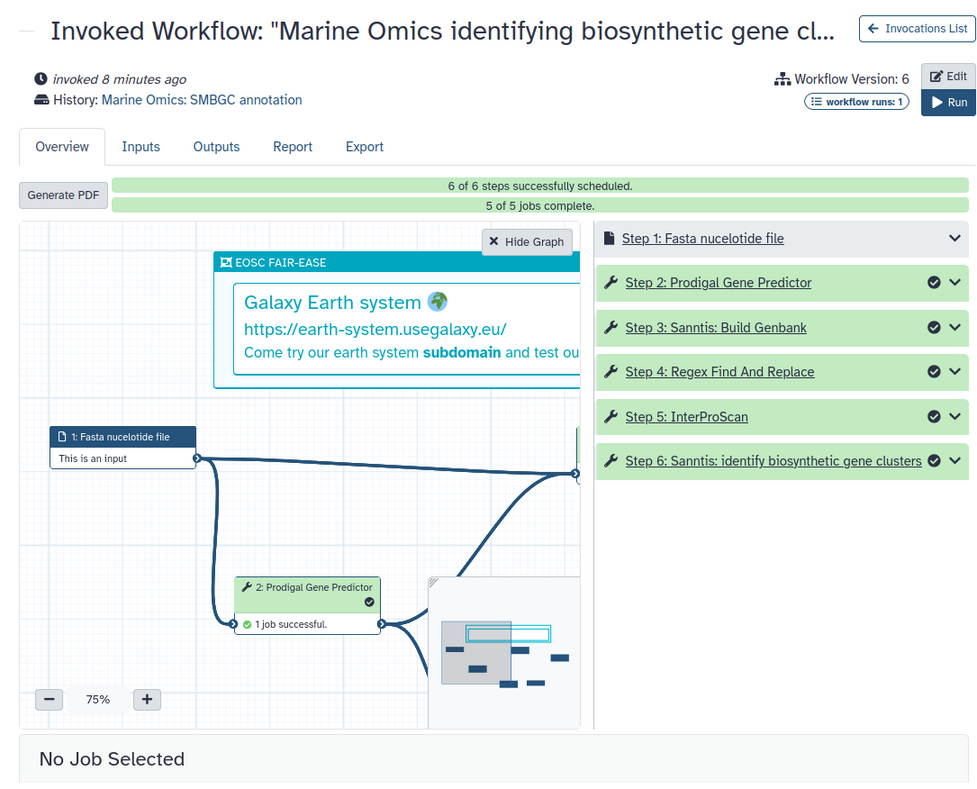 Invoked Workflow: "Marine Omics identifying biosynthetic gene cl...
Invocations List
invoked 8 minutes ago
History: Marine Omics: SMBGC annotation
Workflow Version: 6
workflow runs: 1
Edit
Run
Overview
Inputs
Outputs
Report
Export
Generate PDF
6 of 6 steps successfully scheduled.
5 of 5 jobs complete.
Hide Graph
EOSC FAIR-EASE
Galaxy Earth system 🌍
https://earth-system.usegalaxy.eu/
Come try our earth system subdomain and test ou
1: Fasta nucelotide file
This is an input
2: Prodigal Gene Predictor
1 job successful.
75%
Step 1: Fasta nucelotide file
Step 2: Prodigal Gene Predictor
Step 3: Sanntis: Build Genbank
Step 4: Regex Find And Replace
Step 5: InterProScan
Step 6: Sanntis: identify biosynthetic gene clusters
No Job Selected